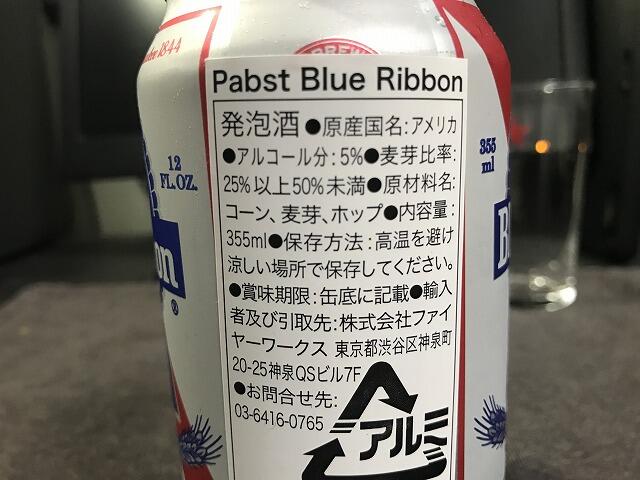 1844
BREW
Pabst Blue Ribbon
発泡酒 ●原産国名:アメリカ
●アルコール分:5%●麦芽比率:
25%以上50%未満●原材料名:
コーン、麦芽、ホップ●内容量:
355ml●保存方法:高温を避け
涼しい場所で保存してください。
●賞味期限:缶底に記載●輸入
者及び引取先:株式会社ファイ
ヤーワークス 東京都渋谷区神泉町
20-25神泉QSビル7F
●お問合せ先:
03-6416-0765
アルミ
12
FL.OZ.
355
ml